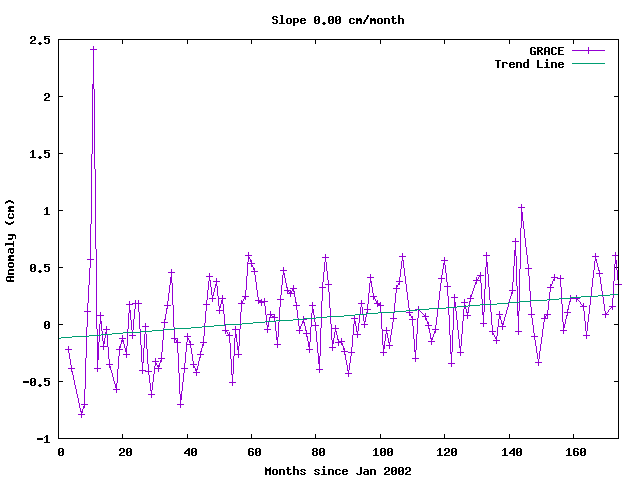 Slope 0.00 cm/month
GRACE
Trend Line
2.5
2
1.5
1
0.5
0
-0.5
-1
Anomaly (cm)
0 20 40 60 80 100 120 140 160
Months since Jan 2002